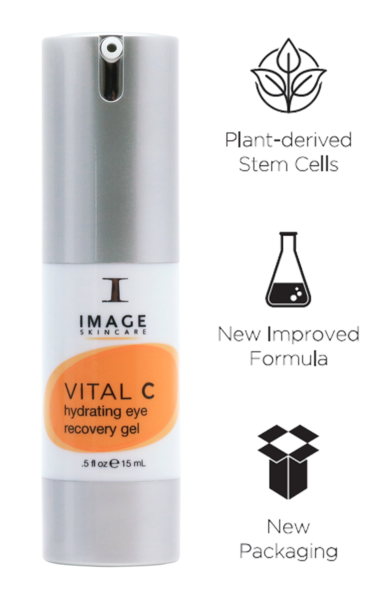 I
IMAGE
SKINCARE
VITAL C
hydrating eye
recovery gel
.5 fl oz ℮ 15 mL
Plant-derived
Stem Cells
New Improved
Formula
New
Packaging